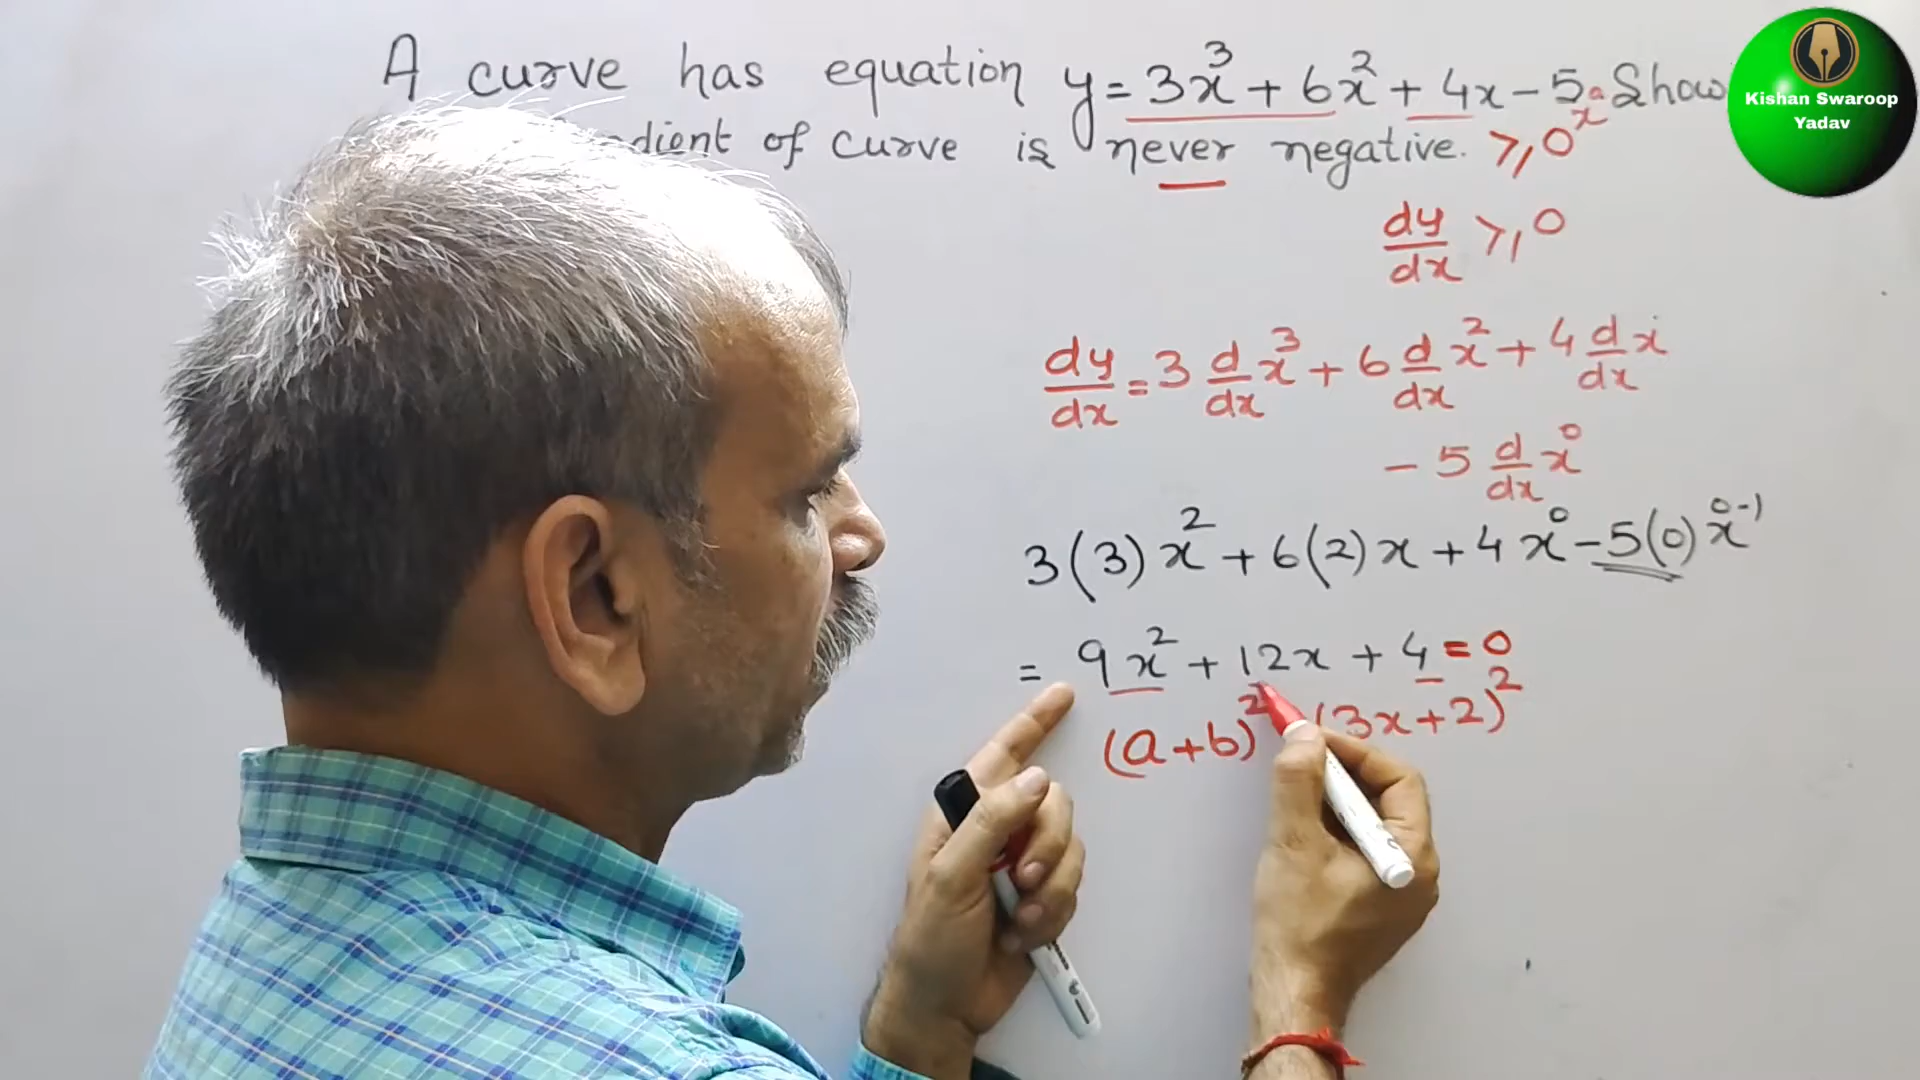 A curve has equation y = 3x³ + 6x² + 4x - 5x⁰. Show
dient of curve is never negative. ≥ 0
Kishan Swaroop
Yadav
dy/dx ≥ 0
dy/dx = 3 d/dx x³ + 6 d/dx x² + 4 d/dx x
- 5 d/dx x⁰
3(3)x² + 6(2)x + 4x⁰ - 5(0)x⁰⁻¹
= 9x² + 12x + 4 = 0
(a+b)² (3x+2)²